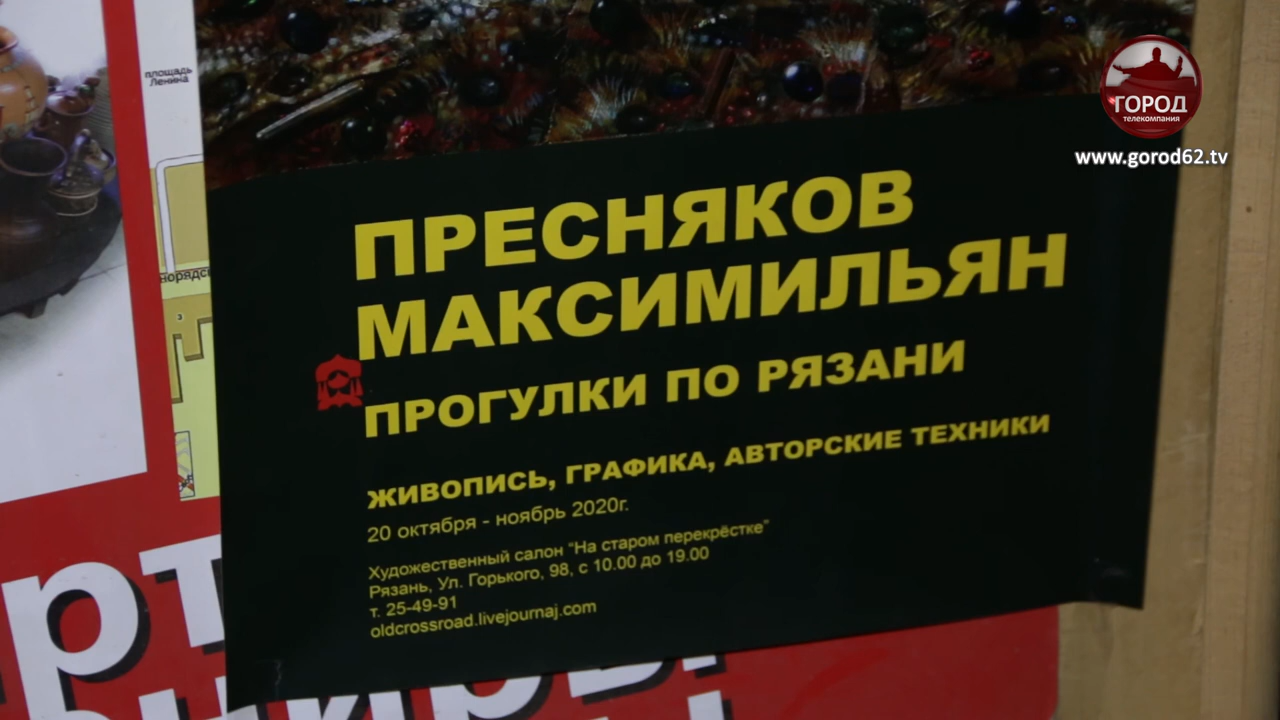 площадь
Ленина
ГОРОД
телекомпания
www.gorod62.tv
ПРЕСНЯКОВ
МАКСИМИЛЬЯН
ПРОГУЛКИ ПО РЯЗАНИ
ЖИВОПИСЬ, ГРАФИКА, АВТОРСКИЕ ТЕХНИКИ
20 октября - ноябрь 2020г.
Художественный салон "На старом перекрёстке"
Рязань, Ул. Горького, 98, с 10.00 до 19.00
т. 25-49-91
oldcrossroad.livejournaj.com